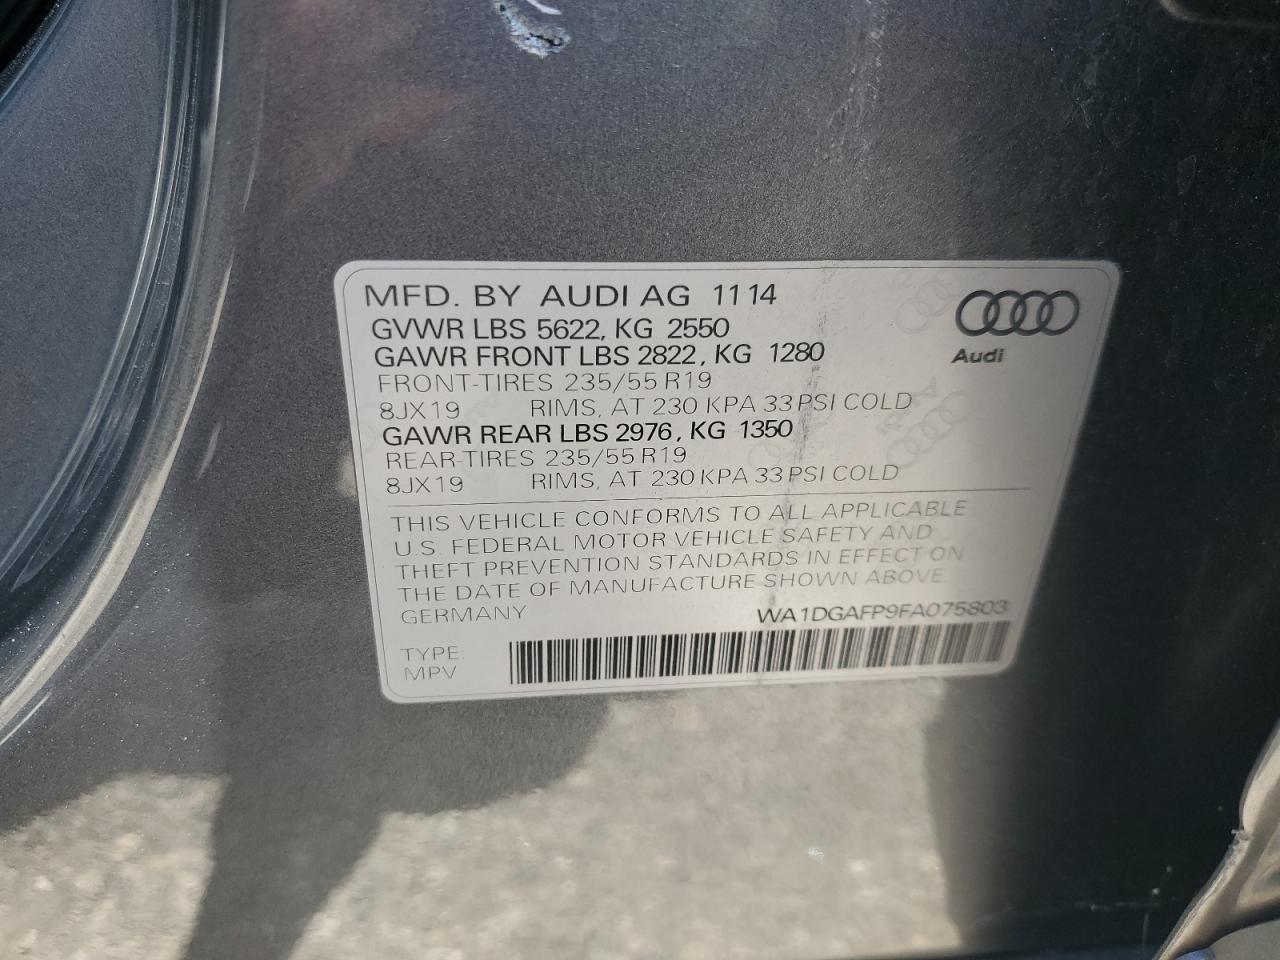 MFD. BY AUDI AG 11 14
GVWR LBS 5622, KG 2550
GAWR FRONT LBS 2822, KG 1280
FRONT-TIRES 235/55 R19
8JX19 RIMS, AT 230 KPA 33 PSI COLD
GAWR REAR LBS 2976, KG 1350
REAR-TIRES 235/55 R19
8JX19 RIMS, AT 230 KPA 33 PSI COLD
Audi
THIS VEHICLE CONFORMS TO ALL APPLICABLE
U.S. FEDERAL MOTOR VEHICLE SAFETY AND
THEFT PREVENTION STANDARDS IN EFFECT ON
THE DATE OF MANUFACTURE SHOWN ABOVE
GERMANY WA1DGAFP9FA075803
TYPE:
MPV